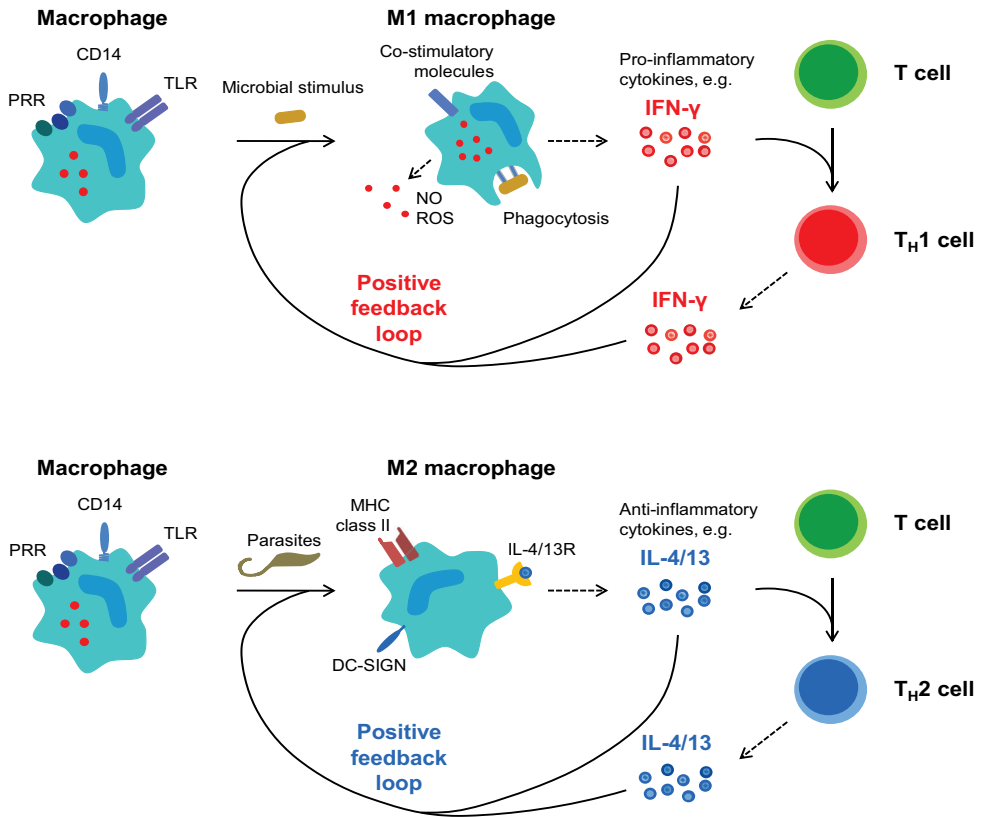 Macrophage
M1 macrophage
CD14
Co-stimulatory
molecules
Pro-inflammatory
cytokines, e.g.
T cell
PRR
TLR
Microbial stimulus
IFN-γ
NO
ROS
Phagocytosis
TH1 cell
Positive
feedback
loop
IFN-γ
Macrophage
M2 macrophage
CD14
MHC
class II
Anti-inflammatory
cytokines, e.g.
T cell
PRR
TLR
Parasites
IL-4/13R
IL-4/13
DC-SIGN
TH2 cell
Positive
feedback
loop
IL-4/13